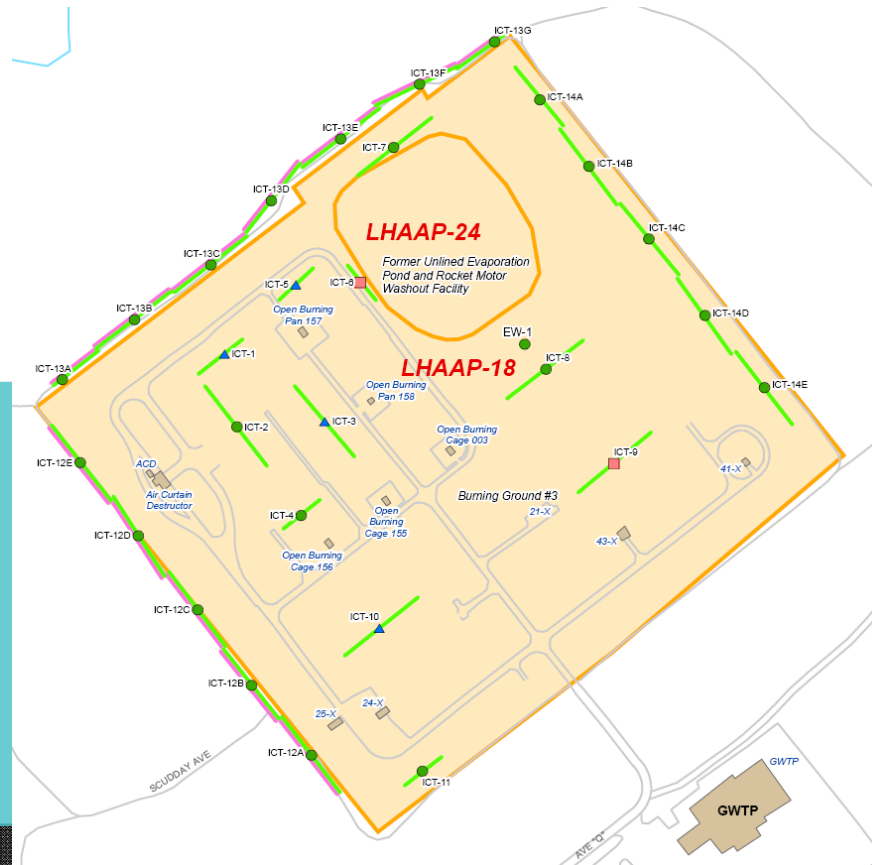 ICT-13G
ICT-13F
ICT-14A
ICT-13E
ICT-7
ICT-14B
ICT-13D
LHAAP-24
ICT-14C
ICT-13C
Former Unlined Evaporation
Pond and Rocket Motor
Washout Facility
ICT-5
ICT-6
ICT-13B
Open Burning
Pan 157
ICT-14D
EW-1
ICT-1
ICT-8
LHAAP-18
ICT-13A
ICT-14E
Open Burning
Pan 158
ICT-2
ICT-3
Open Burning
Cage 003
ICT-9
ICT-12E
ACD
41-X
Air Curtain
Destructor
Burning Ground #3
21-X
ICT-4
Open
Burning
Cage 155
ICT-12D
43-X
Open Burning
Cage 156
ICT-12C
ICT-10
ICT-12B
24-X
25-X
ICT-12A
SCUDDAY AVE
ICT-11
GWTP
GWTP
AVE "Q"